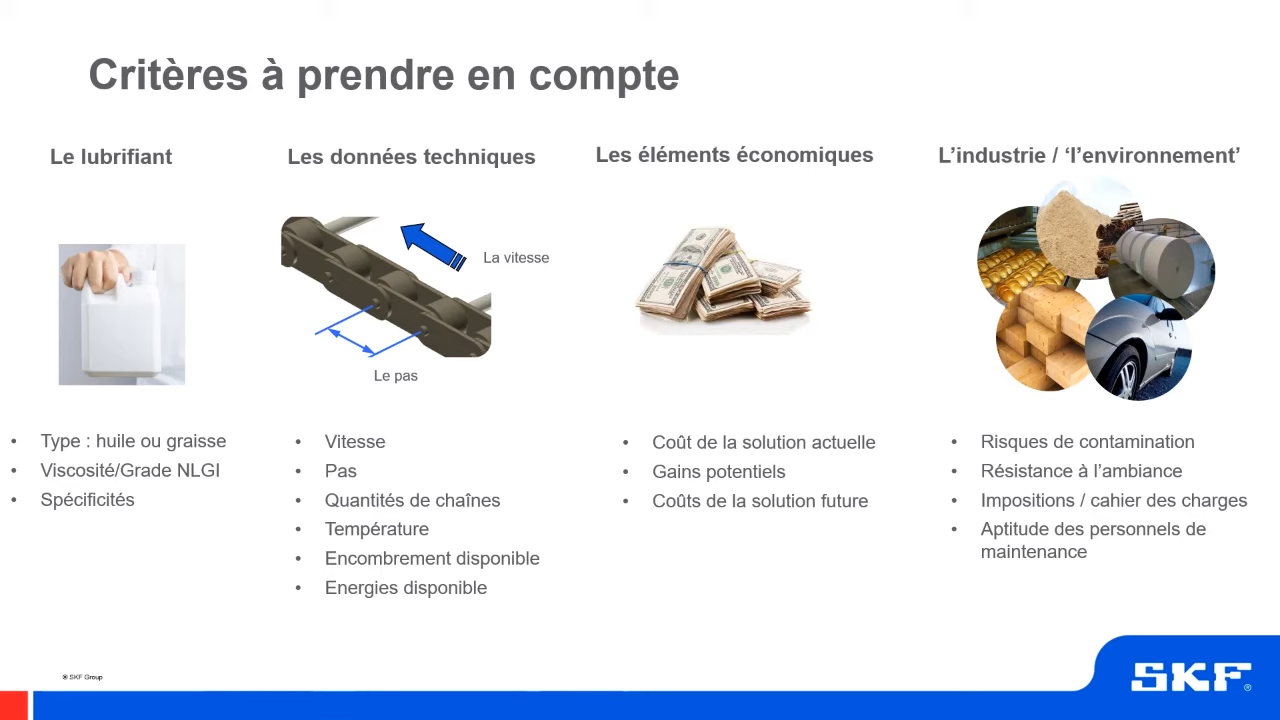 Critères à prendre en compte
Le lubrifiant
Les données techniques
Les éléments économiques
L’industrie / ‘l’environnement’
La vitesse
Le pas
• Type : huile ou graisse
• Viscosité/Grade NLGI
• Spécificités
• Vitesse
• Pas
• Quantités de chaînes
• Température
• Encombrement disponible
• Energies disponible
• Coût de la solution actuelle
• Gains potentiels
• Coûts de la solution future
• Risques de contamination
• Résistance à l’ambiance
• Impositions / cahier des charges
• Aptitude des personnels de
maintenance
© SKF Group
SKF®